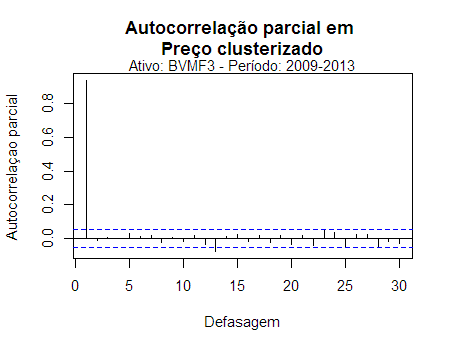 Autocorrelação parcial em
Preço clusterizado
Ativo: BVMF3 - Período: 2009-2013
Autocorrelaçao parcial
0.8
0.6
0.4
0.2
0.0
0 5 10 15 20 25 30
Defasagem